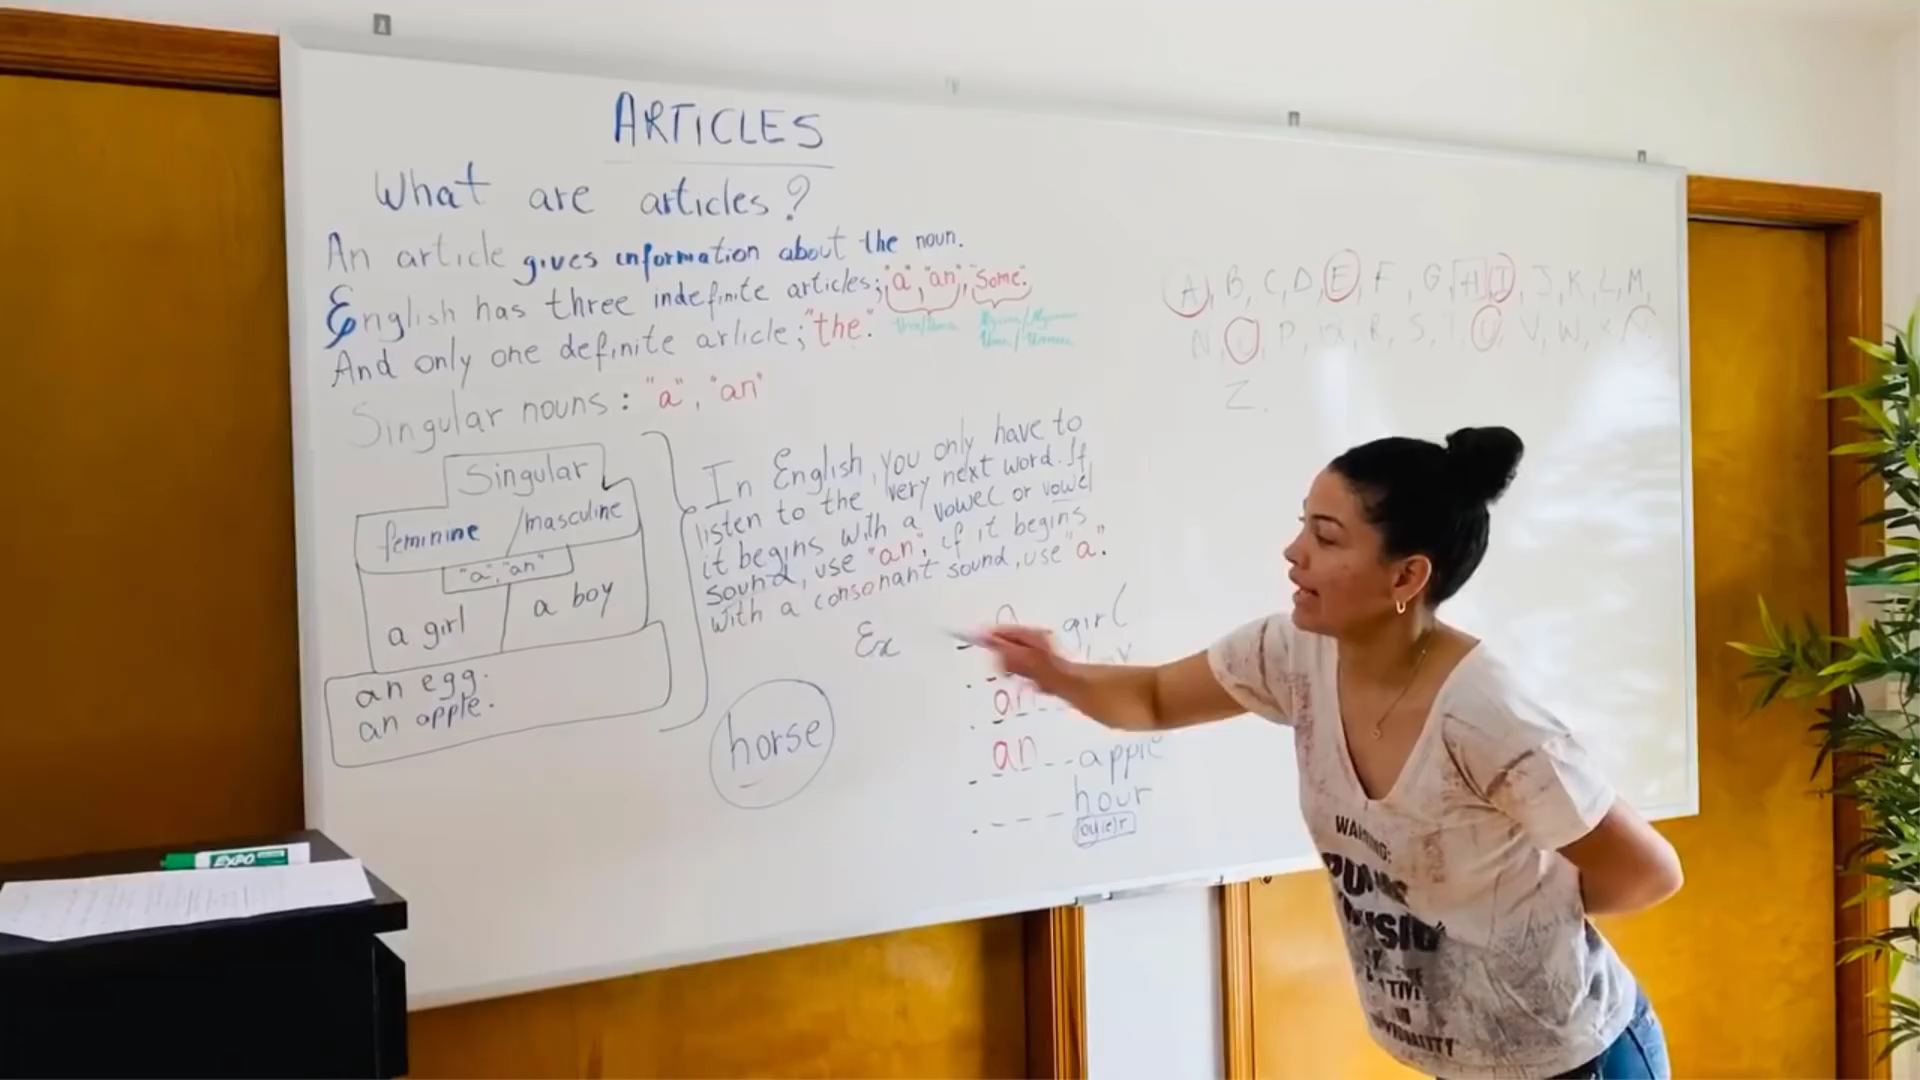 ARTICLES
What are articles?
An article gives information about the noun.
English has three indefinite articles; "a", "an", "some".
And only one definite article; "the".
Singular nouns: "a", "an"
Singular
feminine / masculine
"a", "an"
a girl
a boy
an egg.
an apple.
In English, you only have to
listen to the very next word. If
it begins with a vowel or vowel
sound, use "an", if it begins
with a consonant sound, use "a".
Ex
a girl
an
an apple
hour
horse
A, B, C, D, E, F, G, H, I, J, K, L, M,
N, O, P, Q, R, S, T, U, V, W, X, Y,
Z.
EXPO
WARNING: